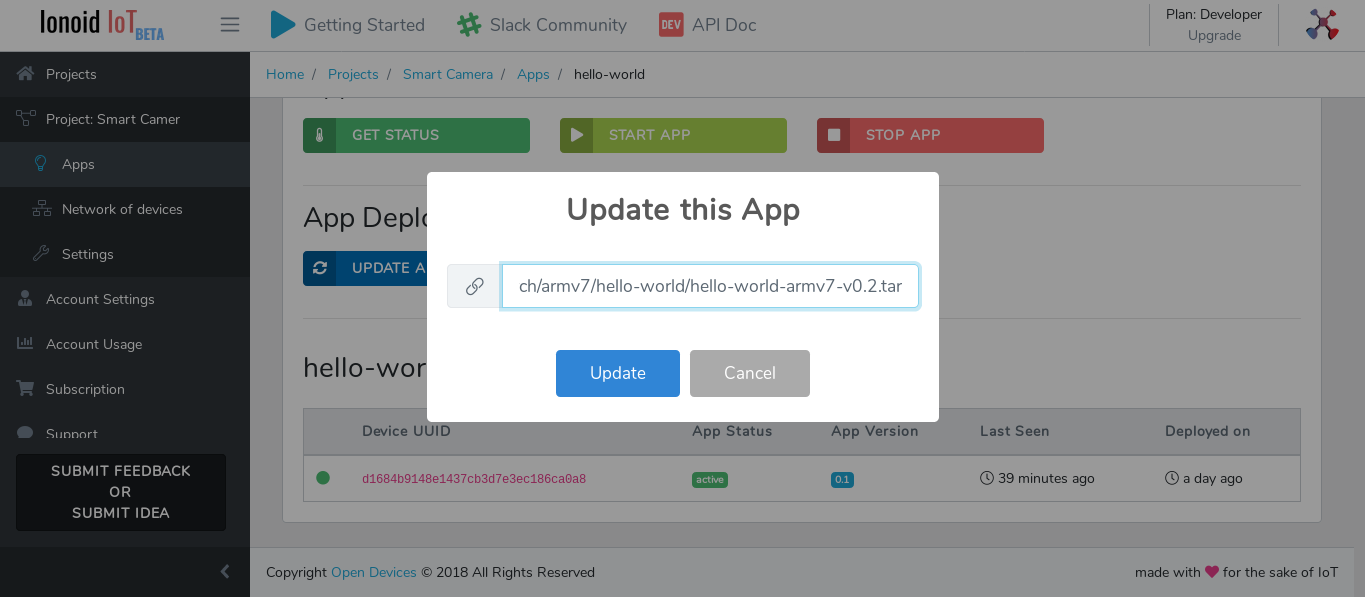 Ionoid IoT BETA
Getting Started
Slack Community
DEV API Doc
Plan: Developer
Upgrade
Projects
Project: Smart Camer
Apps
Network of devices
Settings
Account Settings
Account Usage
Subscription
Support
SUBMIT FEEDBACK
OR
SUBMIT IDEA
Home / Projects / Smart Camera / Apps / hello-world
GET STATUS
START APP
STOP APP
App Deplo
UPDATE A
Update this App
ch/armv7/hello-world/hello-world-armv7-v0.2.tar
Update
Cancel
hello-wor
Device UUID App Status App Version Last Seen Deployed on
d1684b9148e1437cb3d7e3ec186ca0a8 active 0.1 39 minutes ago a day ago
Copyright Open Devices © 2018 All Rights Reserved
made with ♥ for the sake of IoT